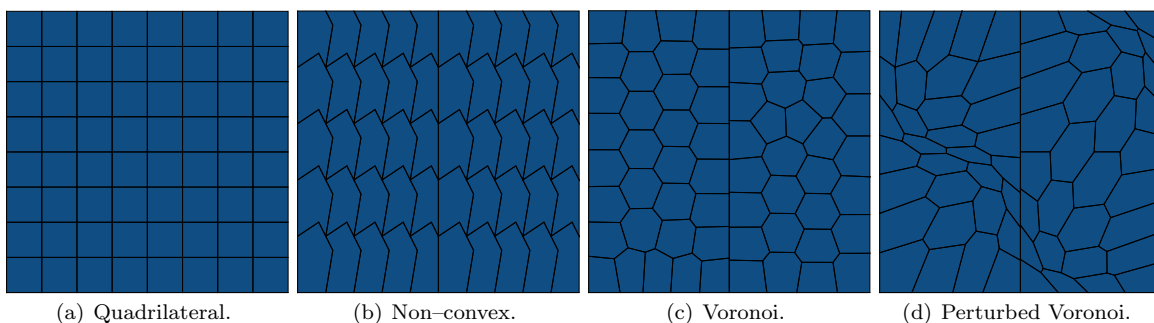 (a) Quadrilateral.
(b) Non–convex.
(c) Voronoi.
(d) Perturbed Voronoi.